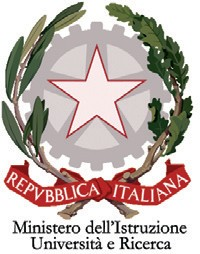 REPVBBLICA ITALIANA
Ministero dell'Istruzione
Università e Ricerca